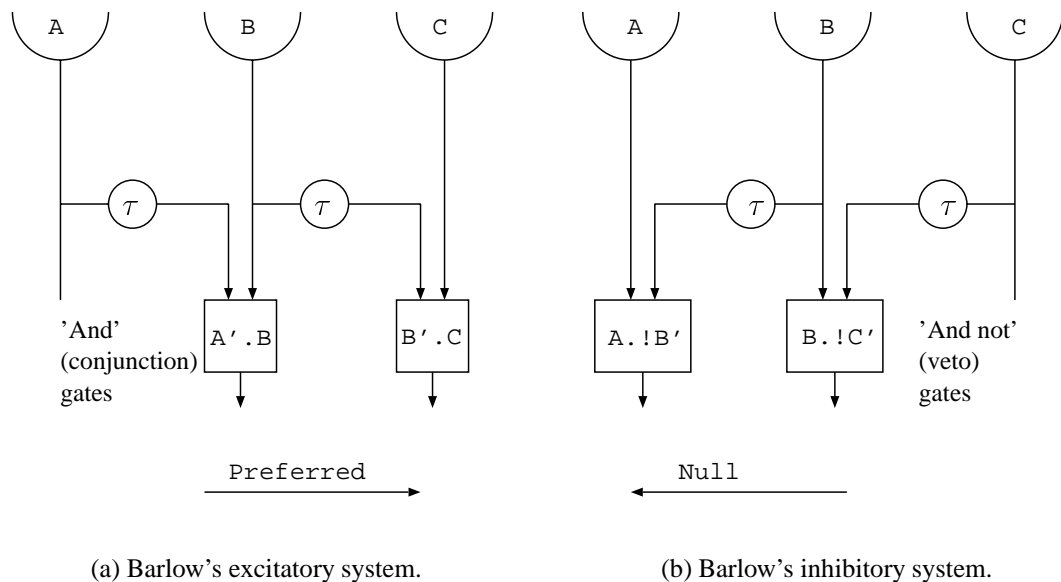 A B C A B C
τ τ τ τ
'And'
(conjunction)
gates
A'.B B'.C A.!B' B.!C'
'And not'
(veto)
gates
Preferred Null
(a) Barlow's excitatory system. (b) Barlow's inhibitory system.